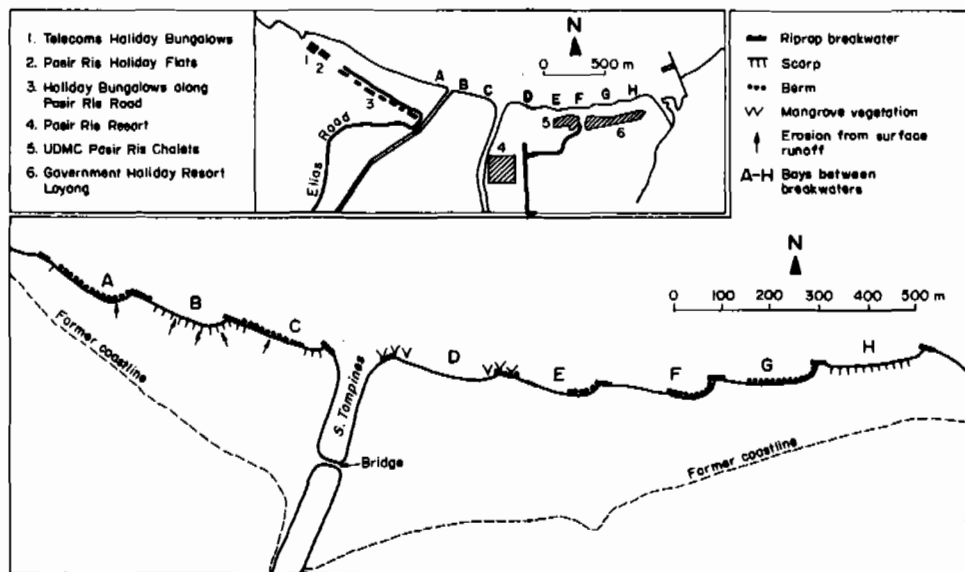 1. Telecoms Holiday Bungalows
2. Pasir Ris Holiday Flats
3. Holiday Bungalows along
Pasir Ris Road
4. Pasir Ris Resort
5. UDMC Pasir Ris Chalets
6. Government Holiday Resort
Loyang
N
0 500 m
1 2
3
A B C D E F G H
5
6
4
Elias Road
Riprap breakwater
Scarp
Berm
Mangrove vegetation
Erosion from surface
runoff
A-H Bays between
breakwaters
N
0 100 200 300 400 500 m
A
B
C
D
E
F
G
H
Former coastline
S. Tampines
Bridge
Former coastline